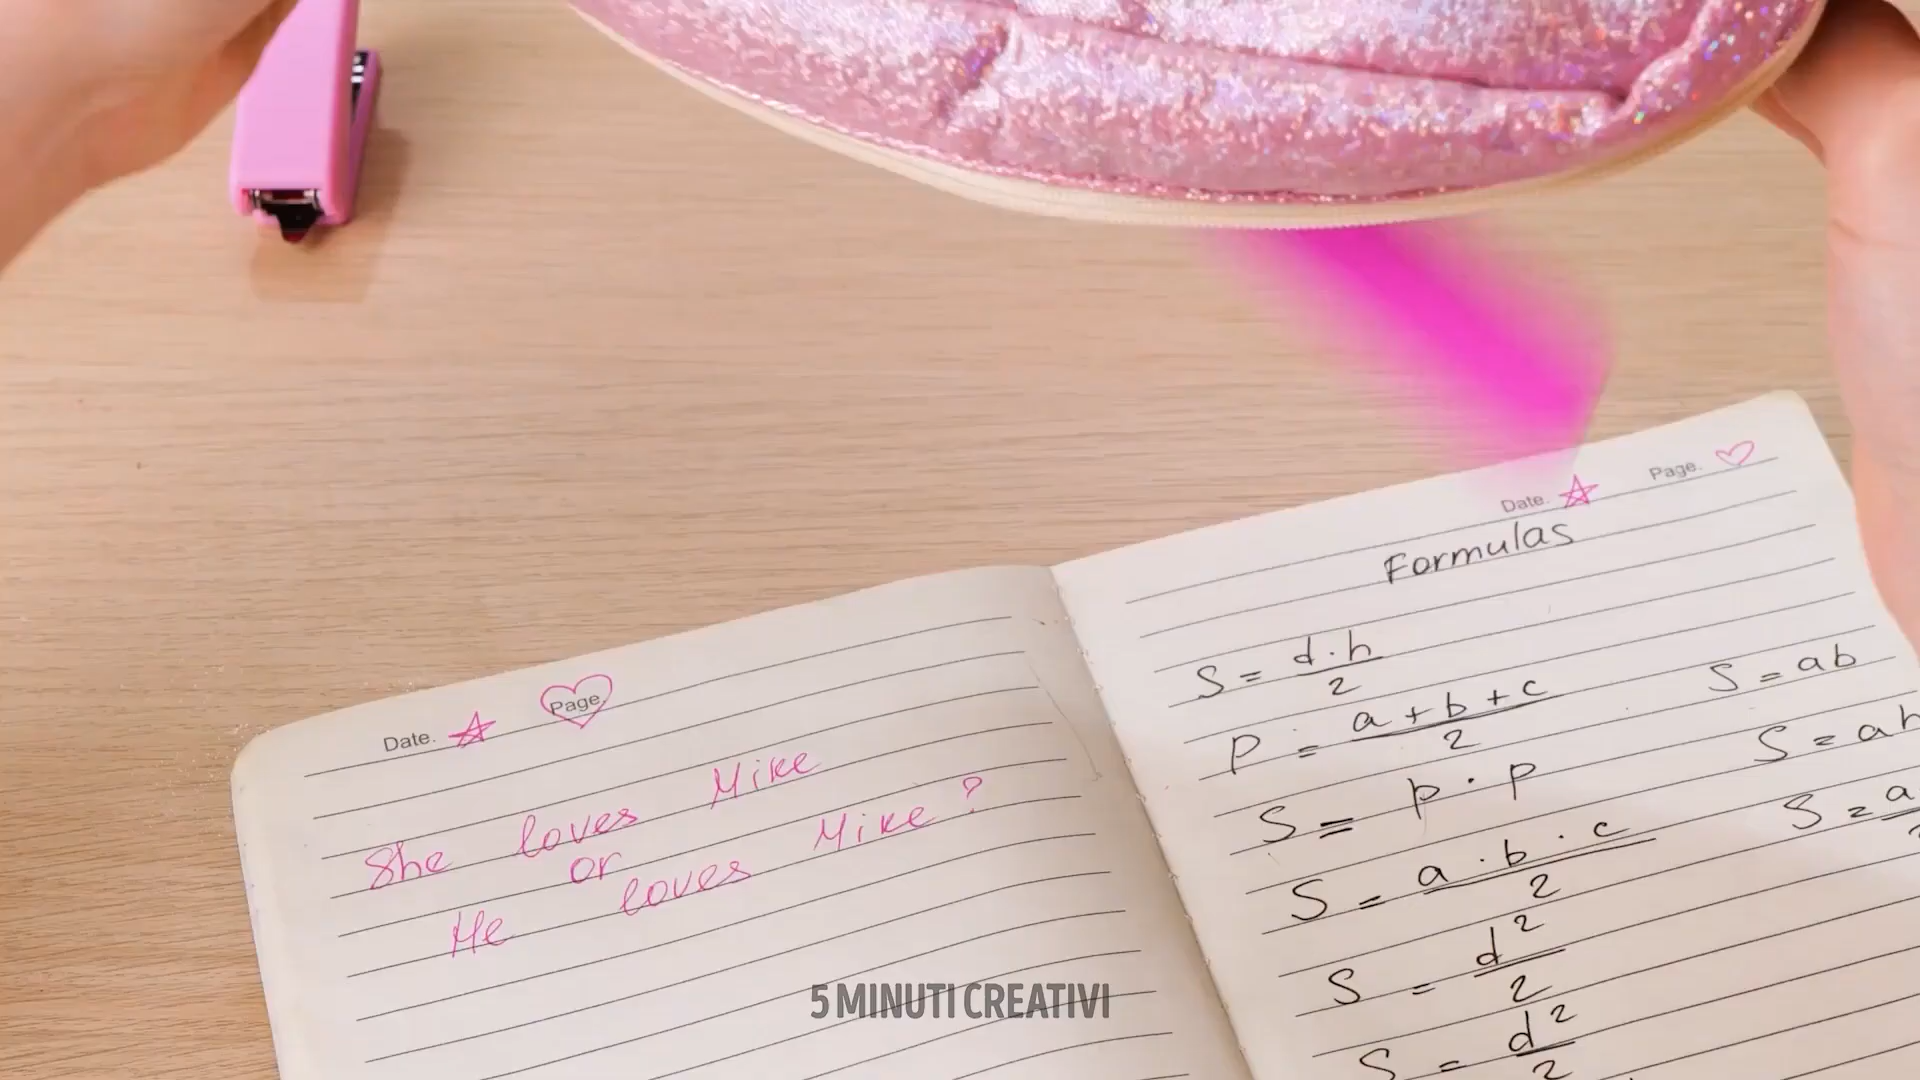 Date. Page.
She loves Mike
or
He loves Mike?
Date. Page.
Formulas
S = d·h/2
P = a+b+c/2
S = p·p
S = a·b·c/2
S = d²/2
S = d²/2
S = ab
S = ah
S = a
5 MINUTI CREATIVI